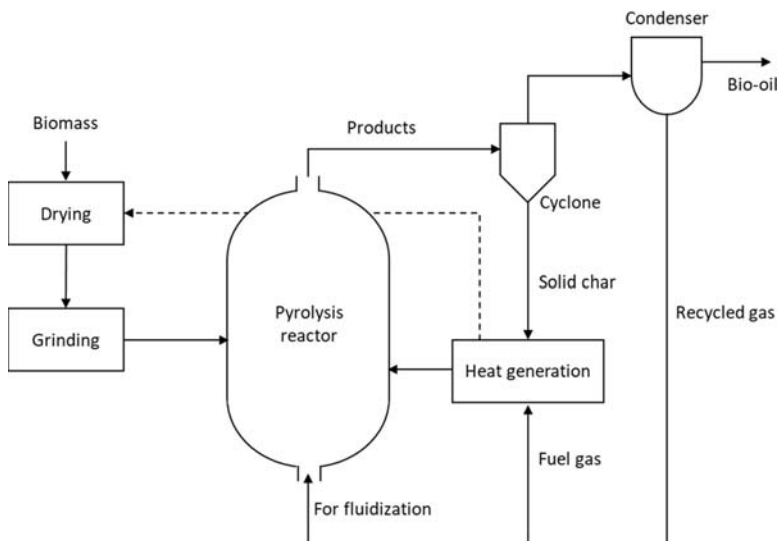 Condenser
Bio-oil
Products
Biomass
Drying
Cyclone
Solid char
Pyrolysis
reactor
Recycled gas
Grinding
Heat generation
Fuel gas
For fluidization